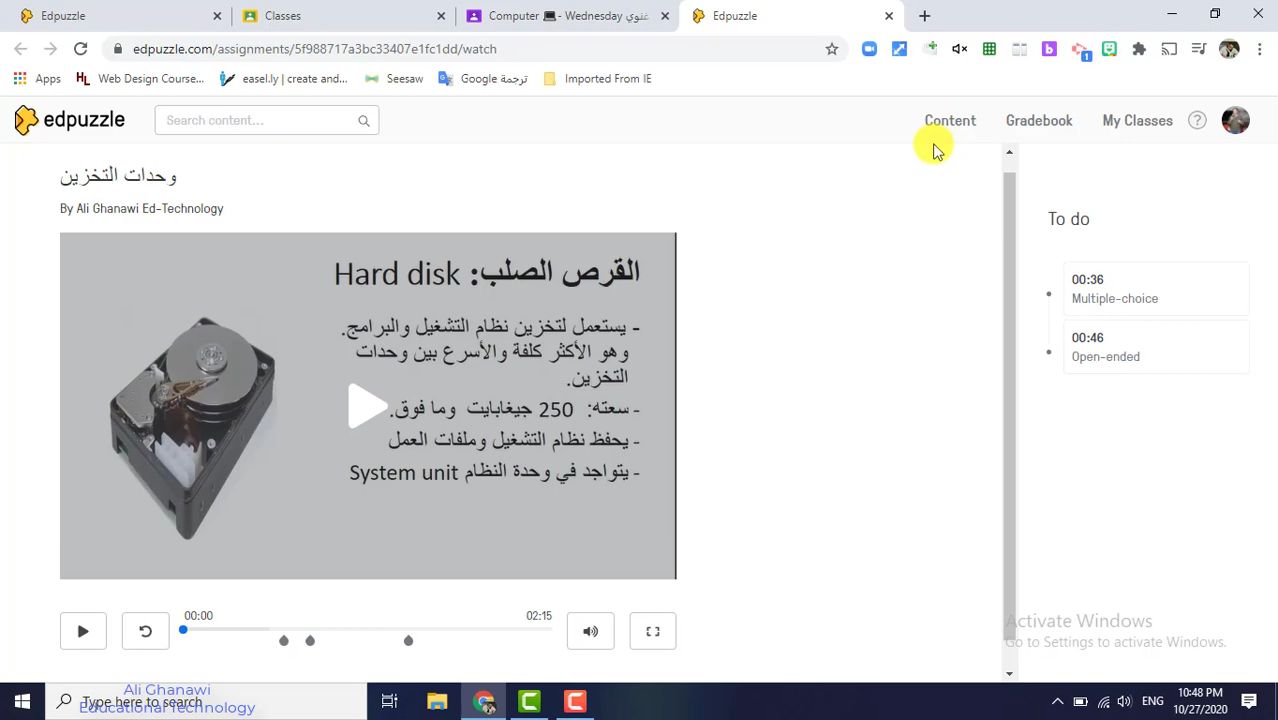 Edpuzzle
Classes
Computer 💻 - Wednesday غنوي
Edpuzzle
edpuzzle.com/assignments/5f988717a3bc33407e1fc1dd/watch
1
Apps
Web Design Course...
easel.ly | create and...
Seesaw
ترجمة Google
Imported From IE
edpuzzle
Search content...
Content
Gradebook
My Classes
?
وحدات التخزين
By Ali Ghanawi Ed-Technology
القرص الصلب: Hard disk
- يستعمل لتخزين نظام التشغيل والبرامج.
وهو الأكثر كلفة والأسرع بين وحدات
التخزين.
- سعته: 250 جيغابايت وما فوق.
- يحفظ نظام التشغيل وملفات العمل
- يتواجد في وحدة النظام System unit
To do
00:36
Multiple-choice
00:46
Open-ended
00:00
02:15
Activate Windows
Go to Settings to activate Windows.
Type here to search
Ali Ghanawi
Educational Technology
ENG
10:48 PM
10/27/2020